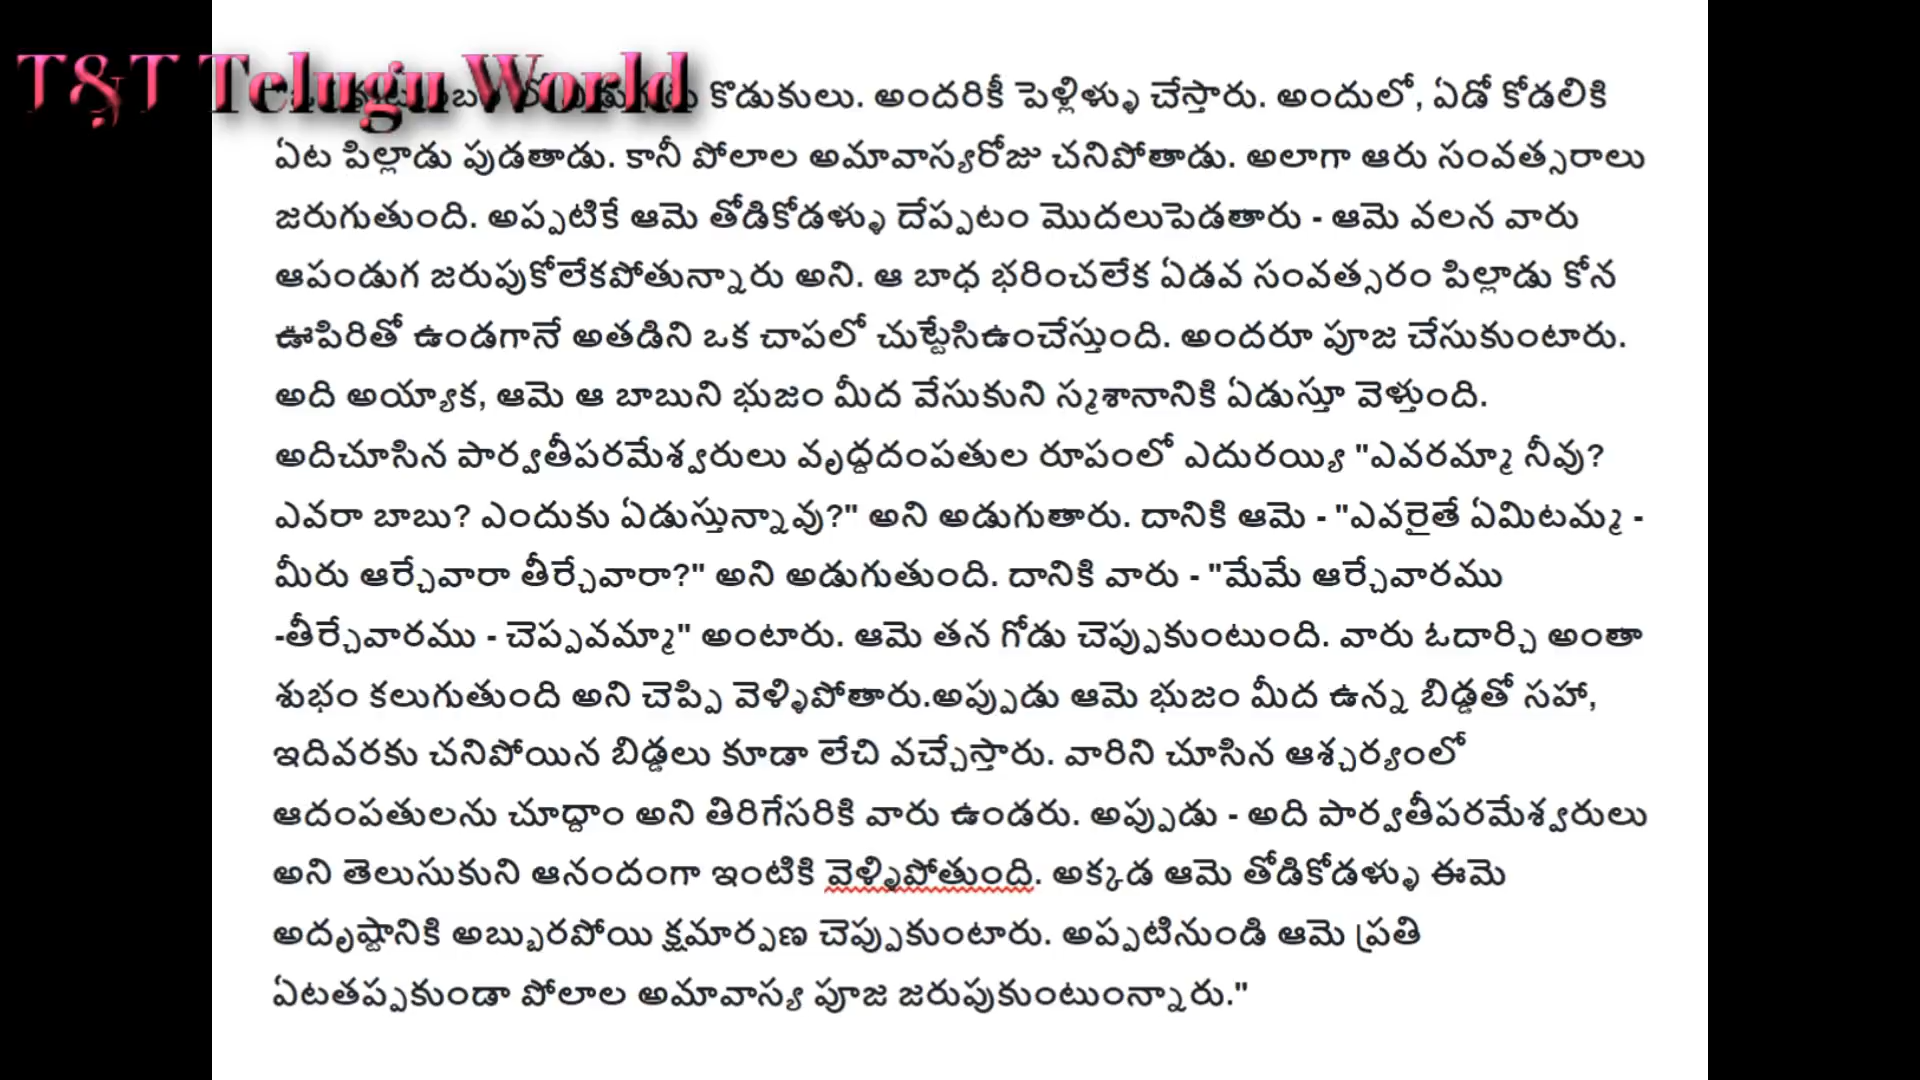 T&T Telugu World
కొడుకులు. అందరికీ పెళ్లిళ్ళు చేస్తారు. అందులో, ఏడో కోడలికి
ఏట పిల్లాడు పుడతాడు. కానీ పోలాల అమావాస్యరోజు చనిపోతాడు. అలాగా ఆరు సంవత్సరాలు
జరుగుతుంది. అప్పటికే ఆమె తోడికోడళ్ళు దేప్పటం మొదలుపెడతారు - ఆమె వలన వారు
ఆపండుగ జరుపుకోలేకపోతున్నారు అని. ఆ బాధ భరించలేక ఏడవ సంవత్సరం పిల్లాడు కోన
ఊపిరితో ఉండగానే అతడిని ఒక చాపలో చుట్టేసిఉంచేస్తుంది. అందరూ పూజ చేసుకుంటారు.
అది అయ్యాక, ఆమె ఆ బాబుని భుజం మీద వేసుకుని స్మశానానికి ఏడుస్తూ వెళ్తుంది.
అదిచూసిన పార్వతీపరమేశ్వరులు వృద్ధదంపతుల రూపంలో ఎదురయ్యి "ఎవరమ్మా నీవు?
ఎవరా బాబు? ఎందుకు ఏడుస్తున్నావు?" అని అడుగుతారు. దానికి ఆమె - "ఎవరైతే ఏమిటమ్మ -
మీరు ఆర్చేవారా తీర్చేవారా?" అని అడుగుతుంది. దానికి వారు - "మేమే ఆర్చేవారము
-తీర్చేవారము - చెప్పవమ్మా" అంటారు. ఆమె తన గోడు చెప్పుకుంటుంది. వారు ఓదార్చి అంతా
శుభం కలుగుతుంది అని చెప్పి వెళ్ళిపోతారు.అప్పుడు ఆమె భుజం మీద ఉన్న బిడ్డతో సహా,
ఇదివరకు చనిపోయిన బిడ్డలు కూడా లేచి వచ్చేస్తారు. వారిని చూసిన ఆశ్చర్యంలో
ఆదంపతులను చూద్దాం అని తిరిగేసరికి వారు ఉండరు. అప్పుడు - అది పార్వతీపరమేశ్వరులు
అని తెలుసుకుని ఆనందంగా ఇంటికి వెళ్ళిపోతుంది. అక్కడ ఆమె తోడికోడళ్ళు ఈమె
అదృష్టానికి అబ్బురపోయి క్షమార్పణ చెప్పుకుంటారు. అప్పటినుండి ఆమె ప్రతి
ఏటతప్పకుండా పోలాల అమావాస్య పూజ జరుపుకుంటుంన్నారు."